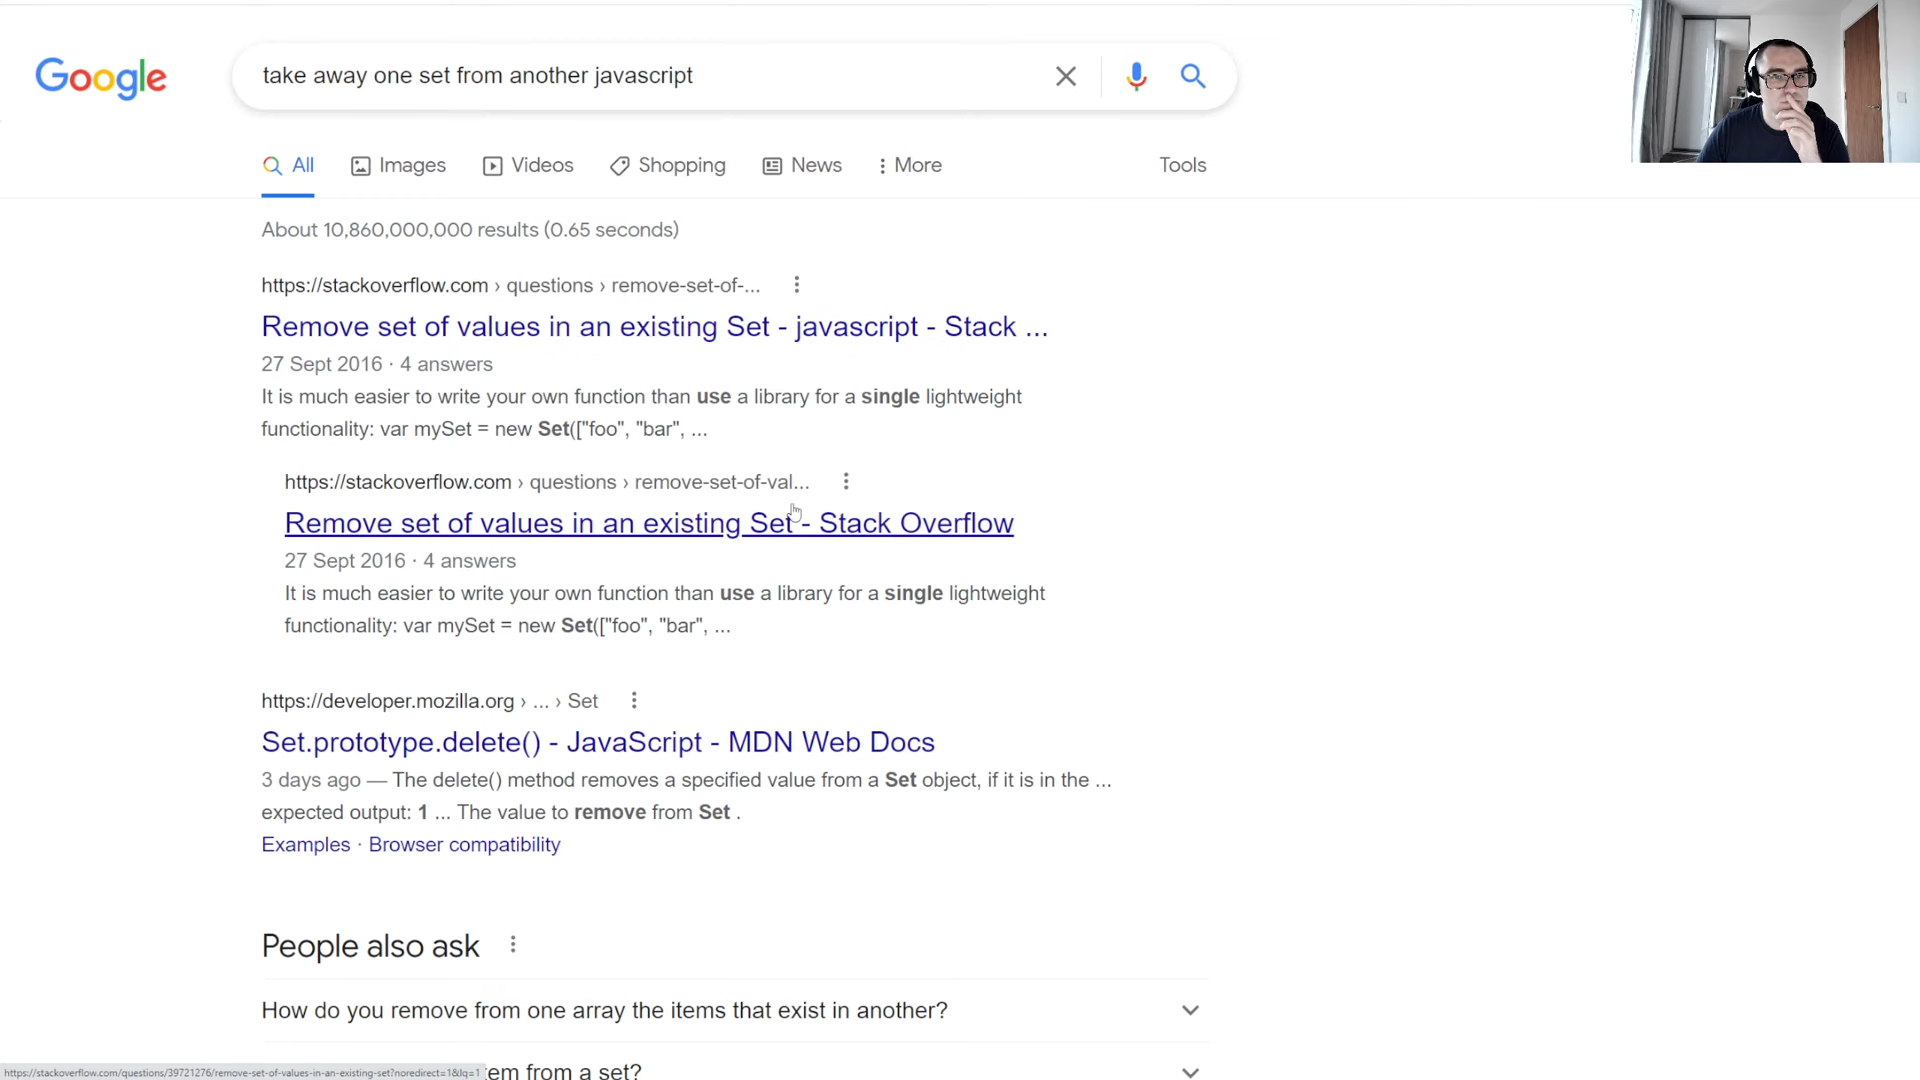 Google
take away one set from another javascript
All
Images
Videos
Shopping
News
More
Tools
About 10,860,000,000 results (0.65 seconds)
https://stackoverflow.com › questions › remove-set-of-...
Remove set of values in an existing Set - javascript - Stack ...
27 Sept 2016 · 4 answers
It is much easier to write your own function than use a library for a single lightweight
functionality: var mySet = new Set(["foo", "bar", ...
https://stackoverflow.com › questions › remove-set-of-val...
Remove set of values in an existing Set - Stack Overflow
27 Sept 2016 · 4 answers
It is much easier to write your own function than use a library for a single lightweight
functionality: var mySet = new Set(["foo", "bar", ...
https://developer.mozilla.org › ... › Set
Set.prototype.delete() - JavaScript - MDN Web Docs
3 days ago — The delete() method removes a specified value from a Set object, if it is in the ...
expected output: 1 ... The value to remove from Set .
Examples · Browser compatibility
People also ask
How do you remove from one array the items that exist in another?
https://stackoverflow.com/questions/39721276/remove-set-of-values-in-an-existing-set?noredirect=1&lq=1
from a set?